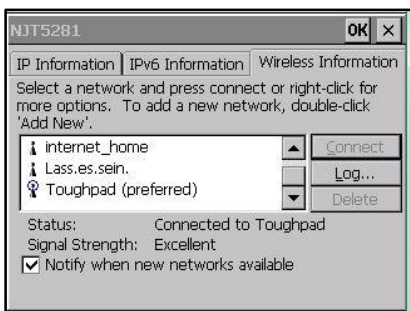 NJT5281 OK ×
IP Information IPv6 Information Wireless Information
Select a network and press connect or right-click for
more options. To add a new network, double-click
'Add New'.
internet_home
Lass.es.sein.
Toughpad (preferred)
Connect
Log...
Delete
Status: Connected to Toughpad
Signal Strength: Excellent
Notify when new networks available